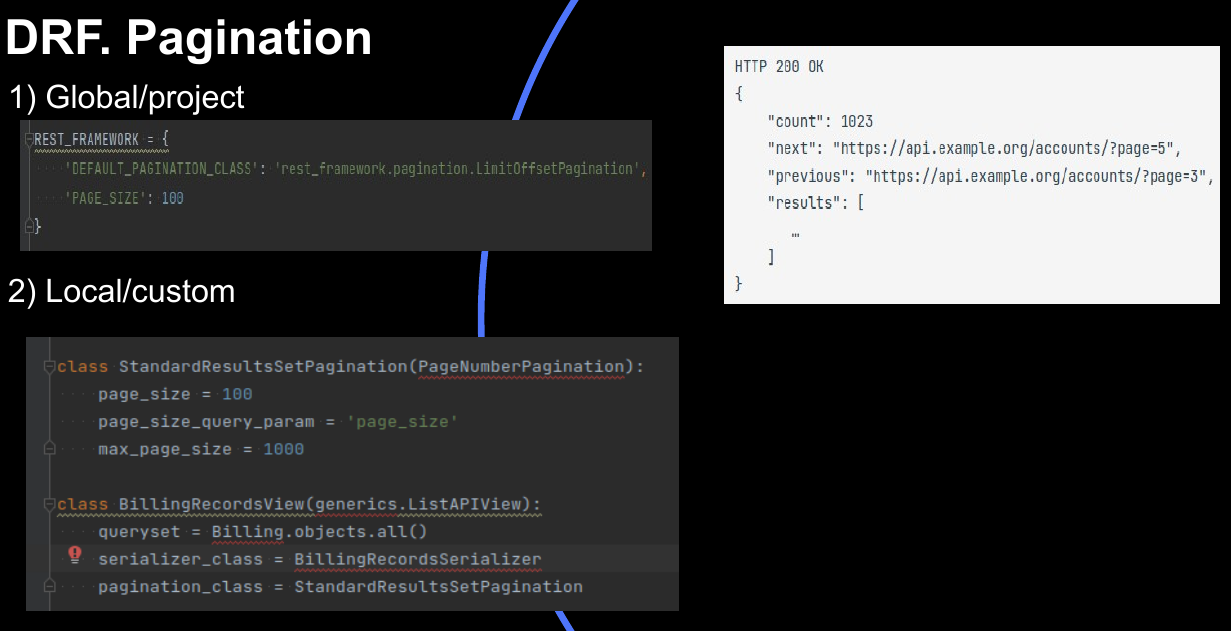 DRF. Pagination
1) Global/project
REST_FRAMEWORK = {
    'DEFAULT_PAGINATION_CLASS': 'rest_framework.pagination.LimitOffsetPagination',
    'PAGE_SIZE': 100
}
2) Local/custom
class StandardResultsSetPagination(PageNumberPagination):
    page_size = 100
    page_size_query_param = 'page_size'
    max_page_size = 1000
class BillingRecordsView(generics.ListAPIView):
    queryset = Billing.objects.all()
    serializer_class = BillingRecordsSerializer
    pagination_class = StandardResultsSetPagination
HTTP 200 OK
{
    "count": 1023
    "next": "https://api.example.org/accounts/?page=5",
    "previous": "https://api.example.org/accounts/?page=3",
    "results": [
       …
    ]
}